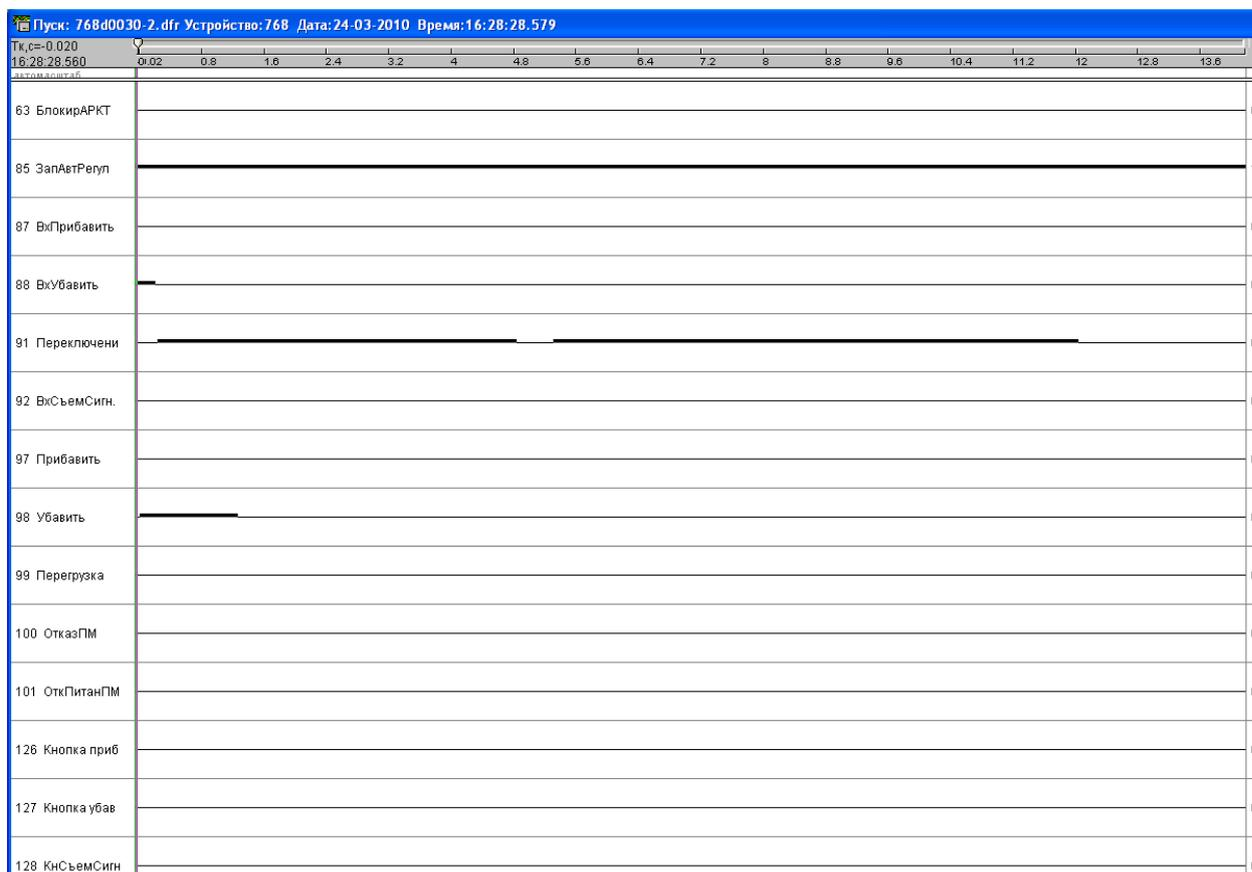 Пуск: 768d0030-2.dfr Устройство:768 Дата:24-03-2010 Время:16:28:28.579
Тк,с=-0.020
16:28:28.560
0.02 0.8 1.6 2.4 3.2 4 4.8 5.6 6.4 7.2 8 8.8 9.6 10.4 11.2 12 12.8 13.6
автомасштаб
63 БлокирАРКТ
85 ЗапАвтРегул
87 ВхПрибавить
88 ВхУбавить
91 Переключени
92 ВхСъемСигн.
97 Прибавить
98 Убавить
99 Перегрузка
100 ОтказПМ
101 ОткПитанПМ
126 Кнопка приб
127 Кнопка убав
128 КнСъемСигн